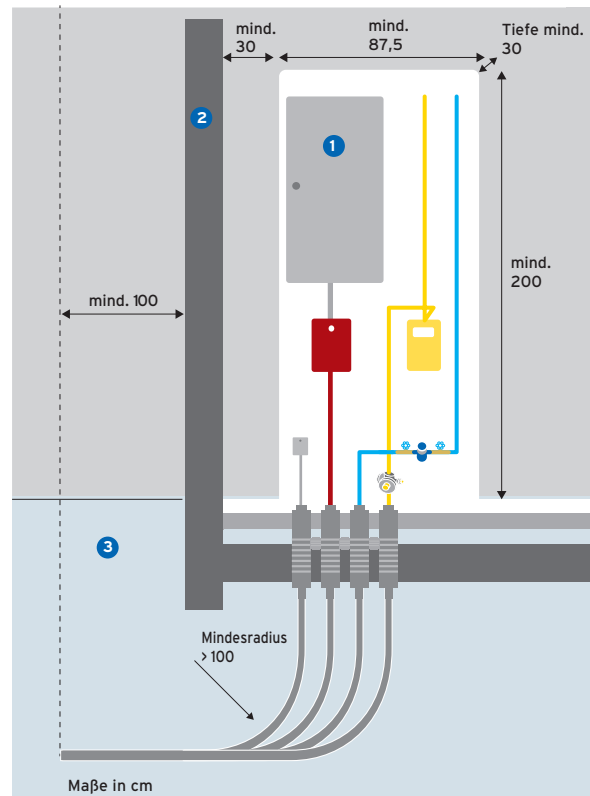 mind.
30
mind.
87,5
Tiefe mind.
30
2
1
mind.
200
mind. 100
3
Mindesradius
> 100
Maße in cm